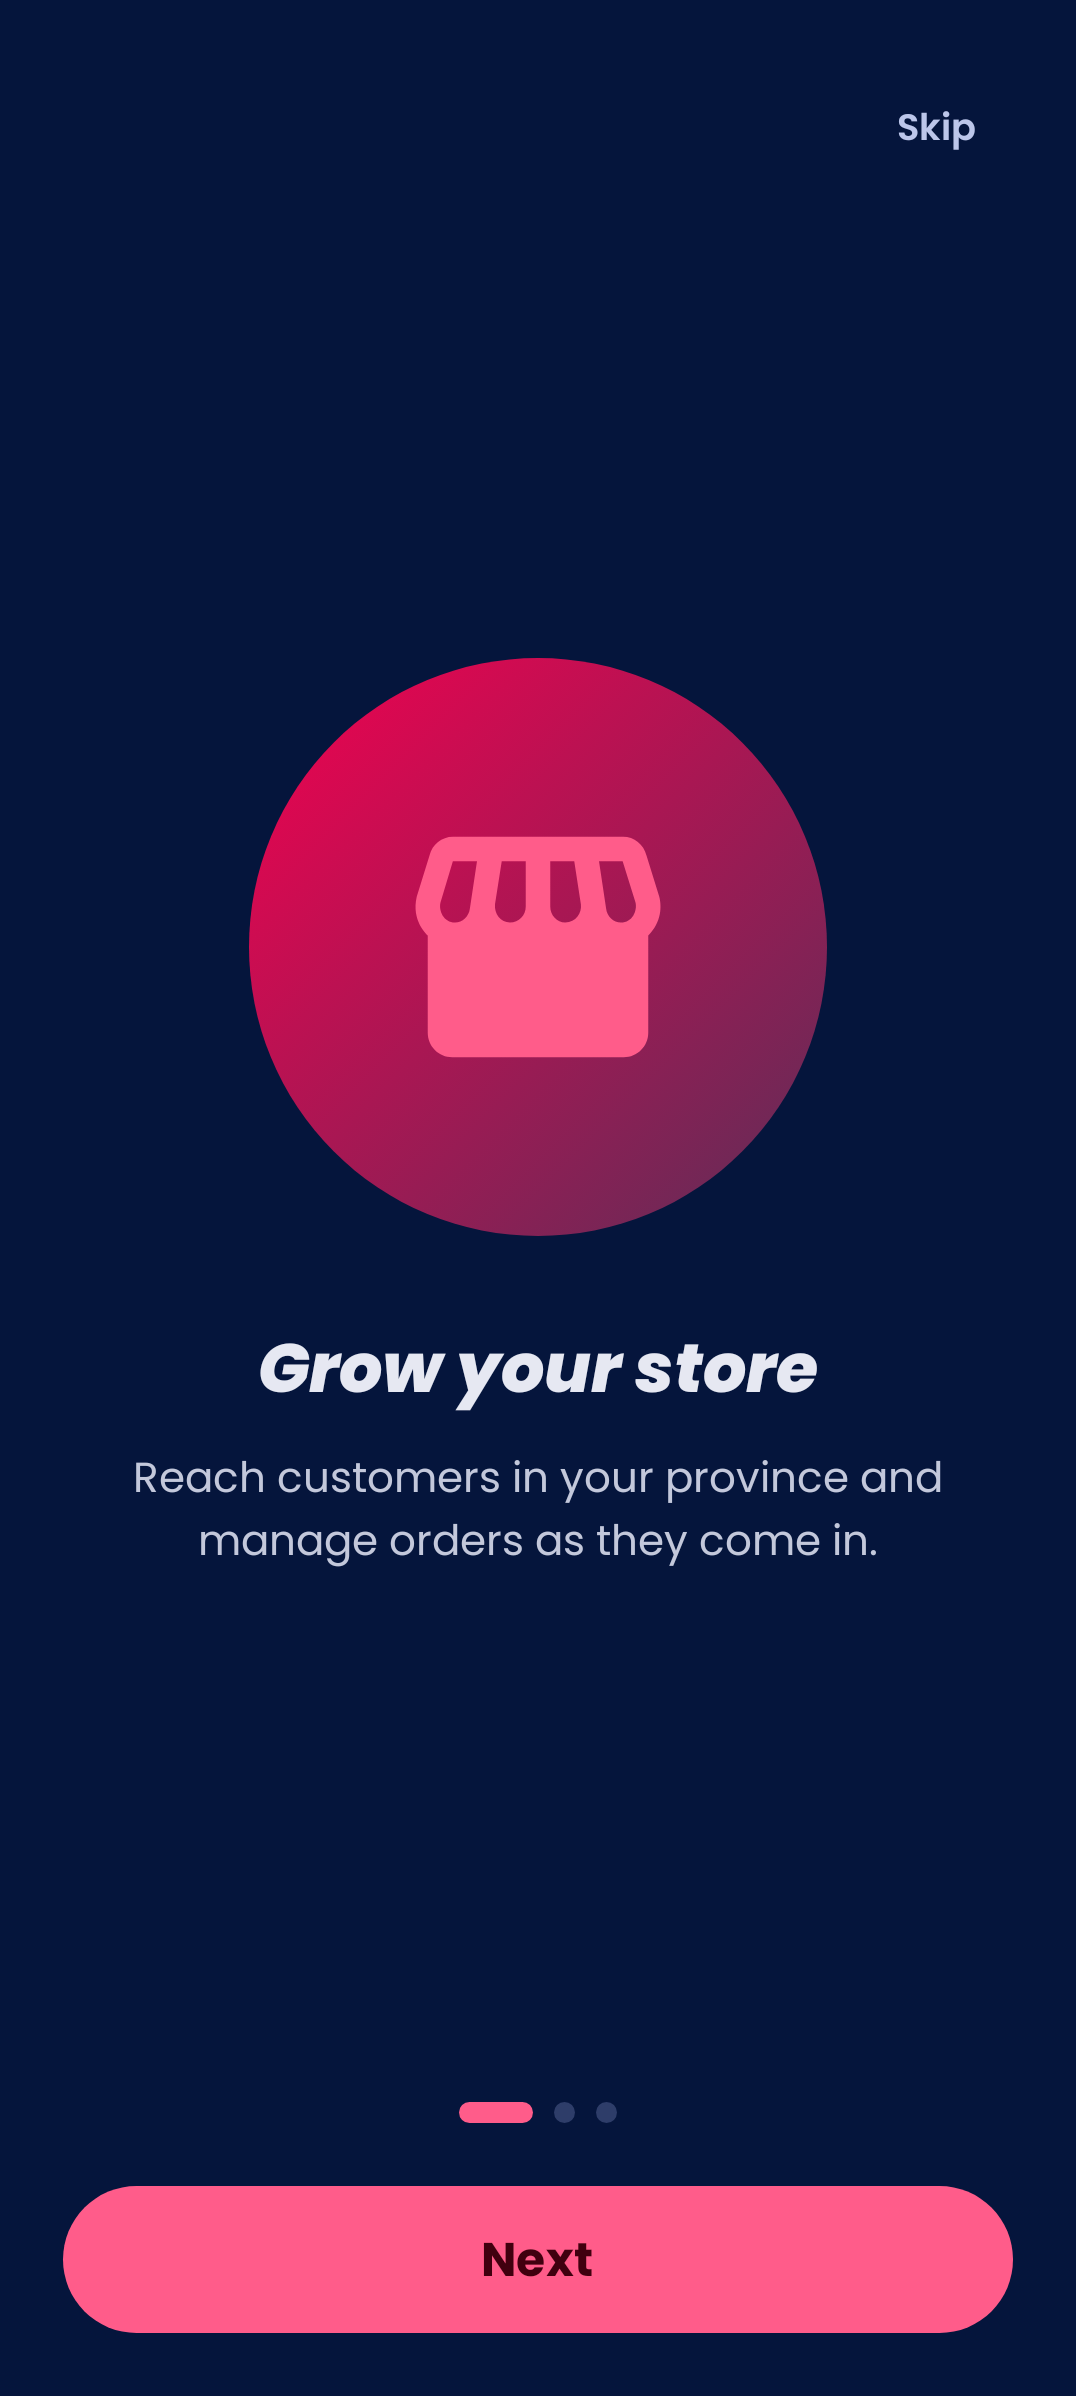 Skip
Grow your store
Reach customers in your province and
manage orders as they come in.
Next